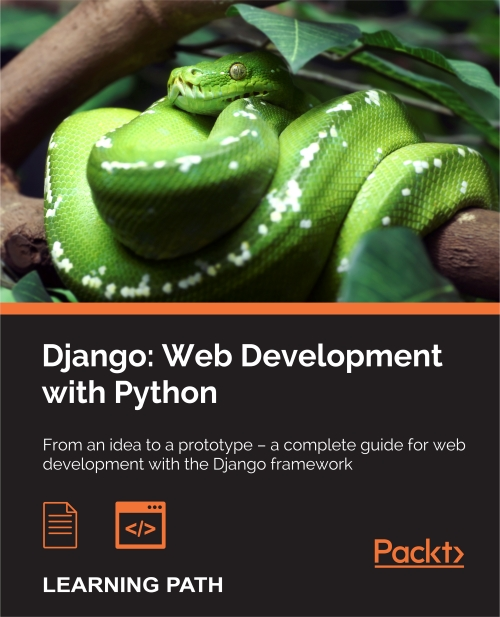 Django: Web Development
with Python
From an idea to a prototype – a complete guide for web
development with the Django framework
</>
LEARNING PATH
Packt>